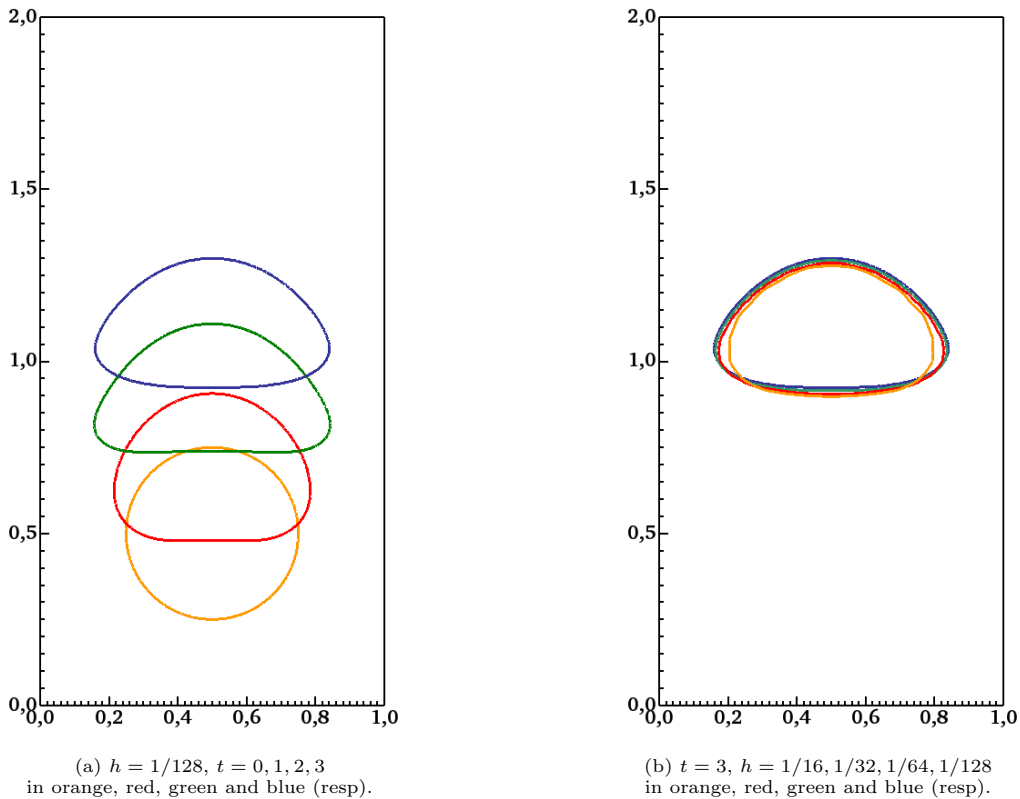 2,0
1,5
1,0
0,5
0,0
0,0 0,2 0,4 0,6 0,8 1,0
(a) h = 1/128, t = 0, 1, 2, 3
in orange, red, green and blue (resp).
2,0
1,5
1,0
0,5
0,0
0,0 0,2 0,4 0,6 0,8 1,0
(b) t = 3, h = 1/16, 1/32, 1/64, 1/128
in orange, red, green and blue (resp).